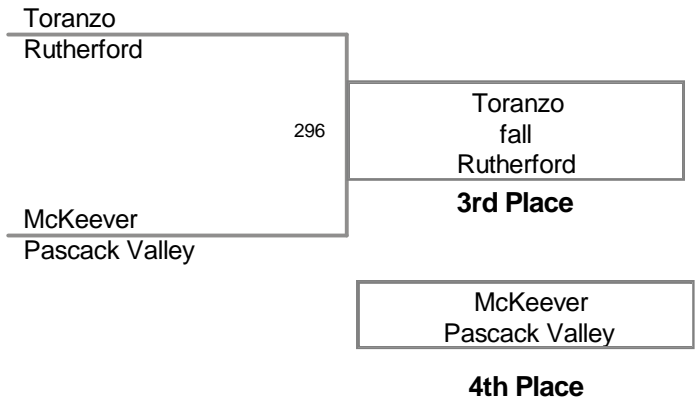 Toranzo
Rutherford
296
Toranzo
fall
Rutherford
3rd Place
McKeever
Pascack Valley
McKeever
Pascack Valley
4th Place